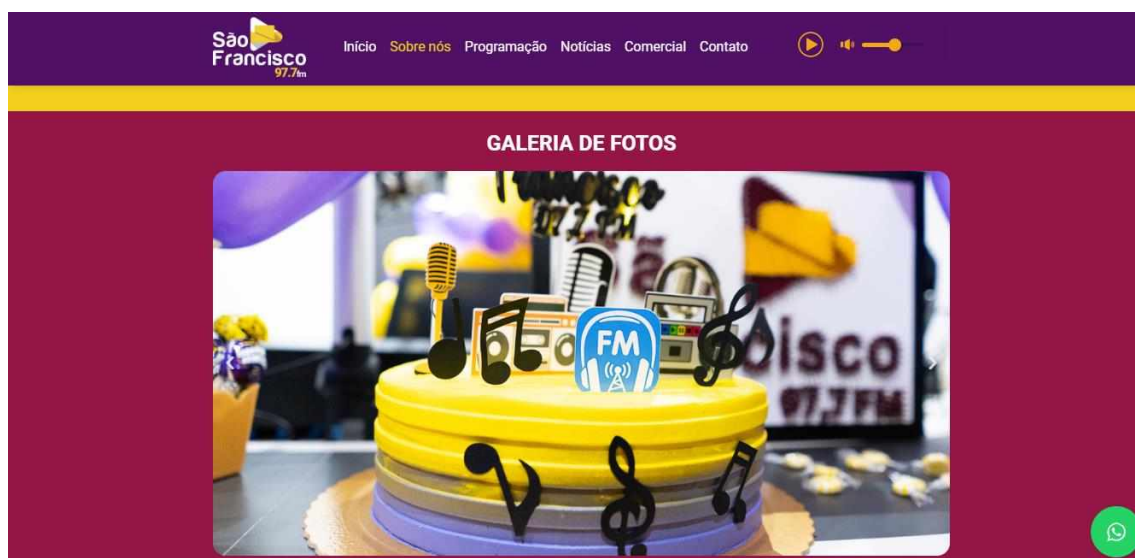 São
Francisco
97.7fm
Início Sobre nós Programação Notícias Comercial Contato
GALERIA DE FOTOS
97.7 FM
FM
isco
97,7 FM